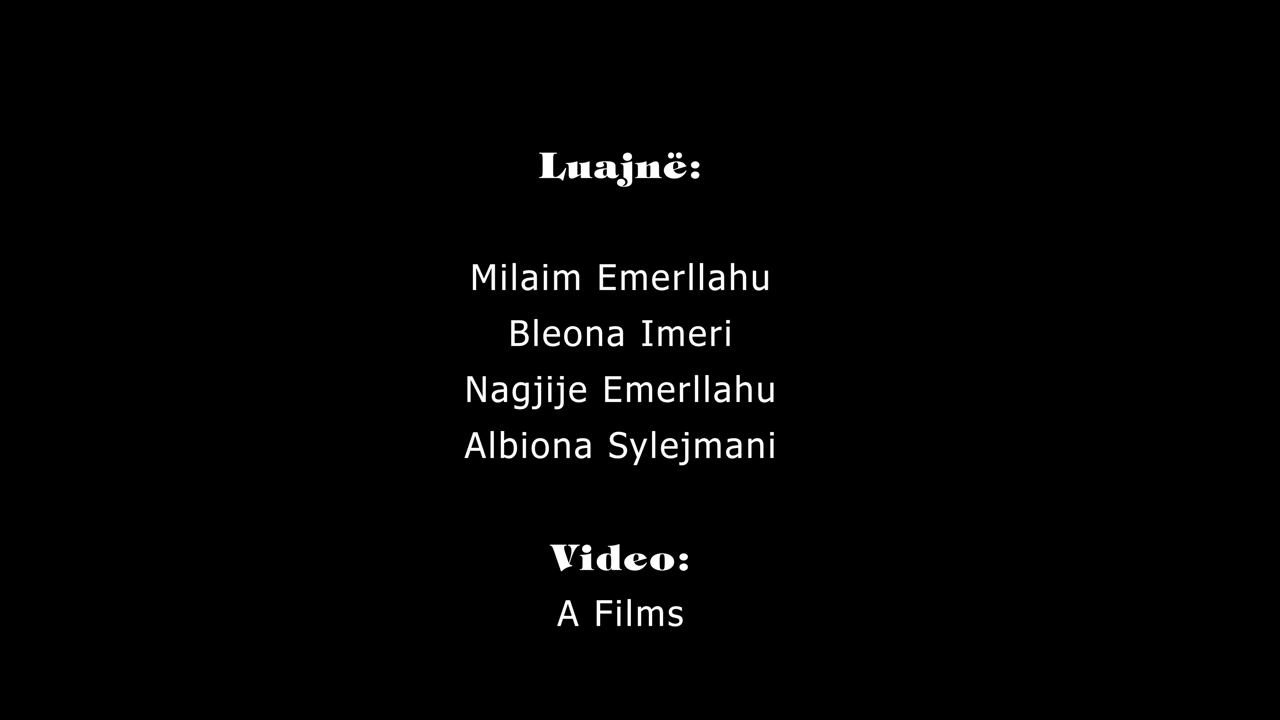 Luajnë:
Milaim Emerllahu
Bleona Imeri
Nagjije Emerllahu
Albiona Sylejmani
Video:
A Films